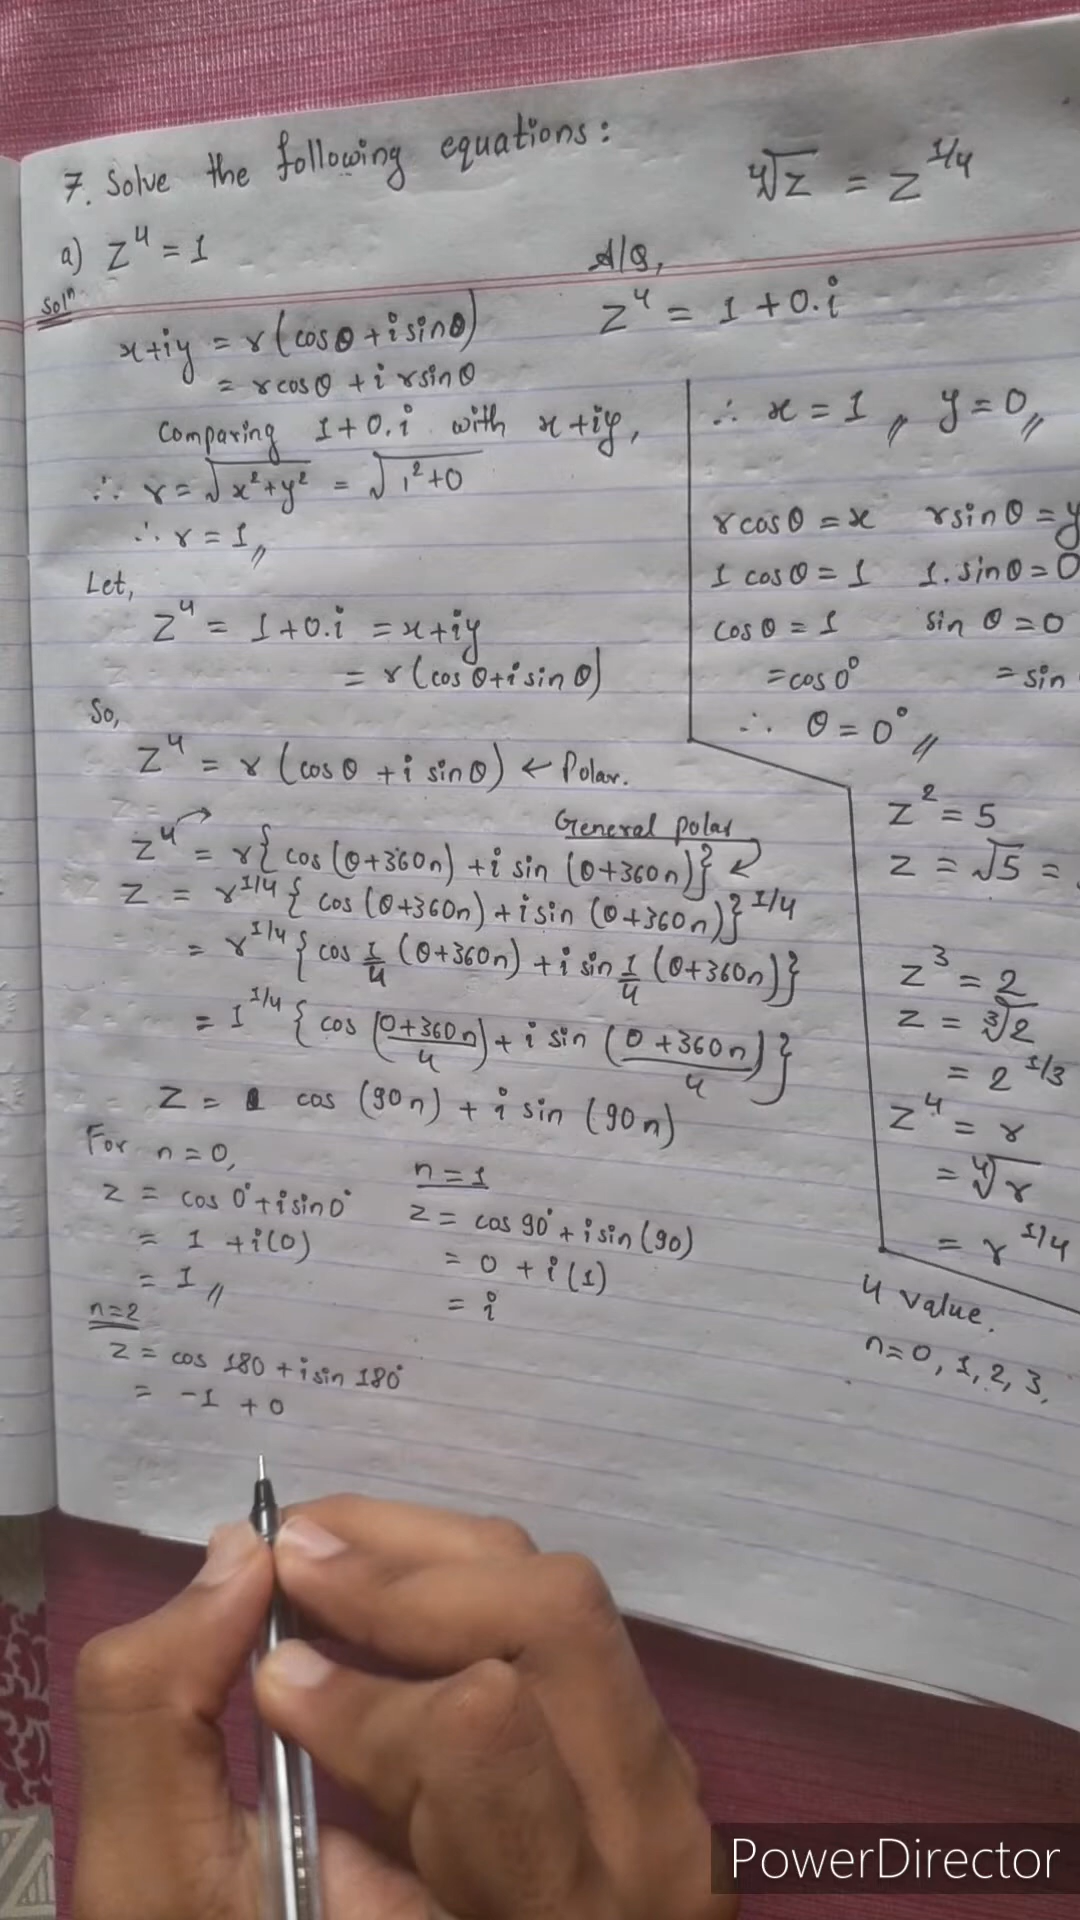 7. Solve the following equations:
∜z = z^1/4
a) z^4 = 1
A/Q,
Solⁿ
z^4 = 1 + 0.i
x+iy = r(cosθ + i sinθ)
= r cosθ + i r sinθ
Comparing 1+0.i with x+iy,
∴ r = √x²+y² = √1²+0
∴ r = 1,,
∴ x = 1 ,, y = 0,,
r cosθ = x r sinθ = y
1 cosθ = 1 1. sinθ = 0
cosθ = 1 sin θ = 0
= cos 0° = sin
∴ θ = 0° ,,
Let,
z^4 = 1+0.i = x+iy
= r(cosθ+i sinθ)
So,
z^4 = r (cosθ + i sinθ) ← Polar.
General polar
z^4 = r{cos(θ+360n) + i sin (θ+360n)}
z = r^1/4 {cos(θ+360n) + i sin (θ+360n)}^1/4
= r^1/4 {cos 1/4 (θ+360n) + i sin 1/4 (θ+360n)}
= 1^1/4 {cos (0+360n/4) + i sin (0+360n/4)}
z = cos (90n) + i sin (90n)
z² = 5
z = √5 =
z³ = 2
z = ∛2
= 2^1/3
z^4 = r
= ∜r
= r^1/4
4 value.
n=0, 1, 2, 3.
For n=0,
z = cos 0° + i sin 0°
= 1 + i(0)
= 1 ,,
n=1
z = cos 90° + i sin (90)
= 0 + i(1)
= i
n=2
z = cos 180 + i sin 180°
= -1 + 0
PowerDirector